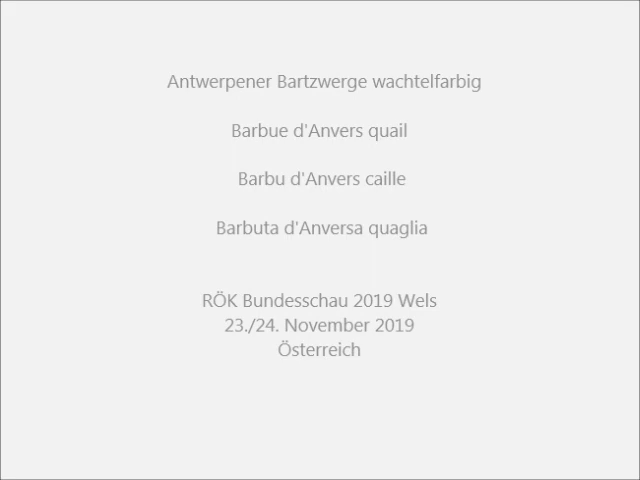 Antwerpener Bartzwerge wachtelfarbig
Barbue d'Anvers quail
Barbu d'Anvers caille
Barbuta d'Anversa quaglia
RÖK Bundesschau 2019 Wels
23./24. November 2019
Österreich